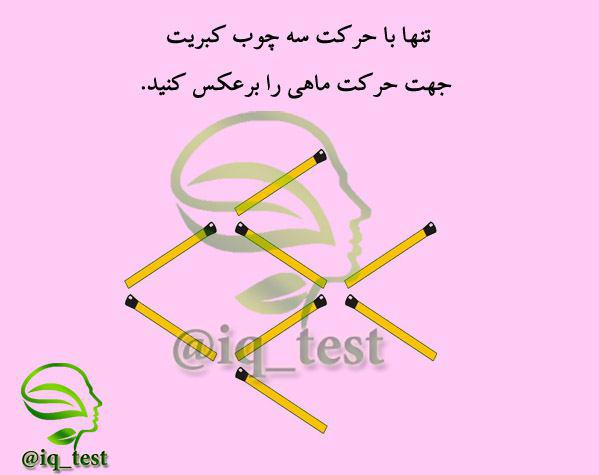 تنها با حرکت سه چوب کبریت
جهت حرکت ماهی را برعکس کنید.
@iq_test
@iq_test